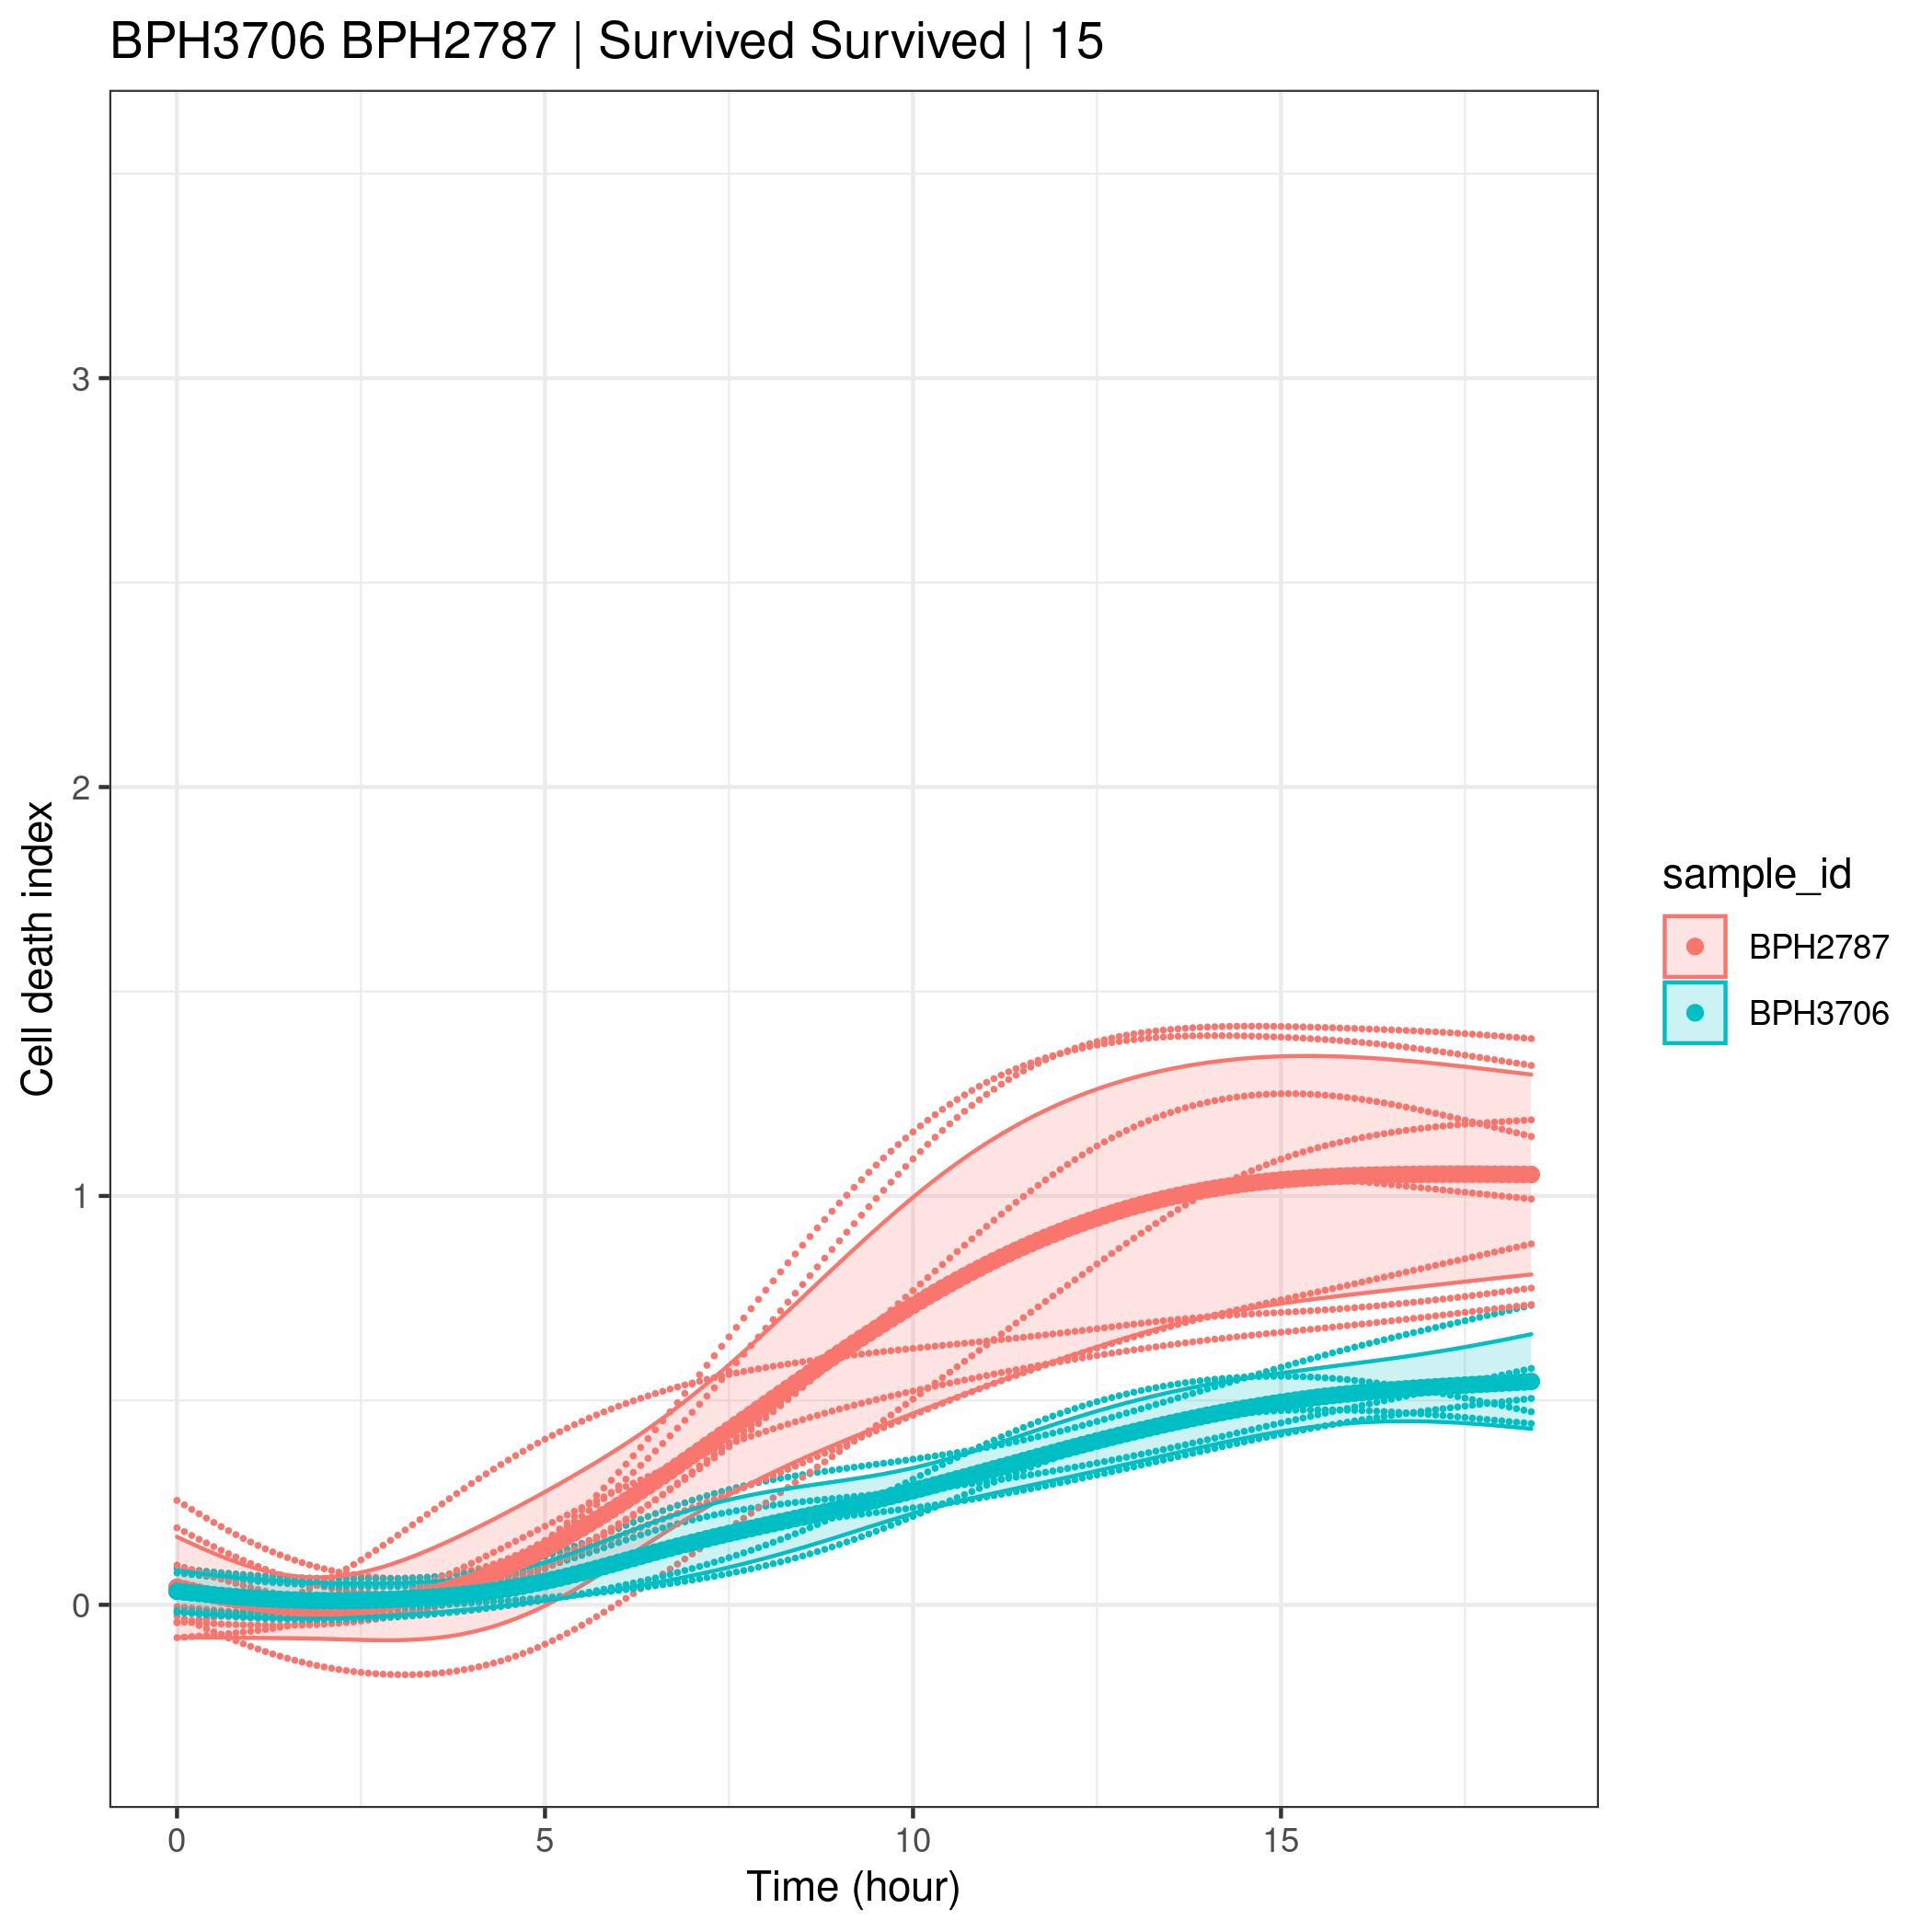 BPH3706 BPH2787 | Survived Survived | 15
Cell death index
3
2
1
0
0 5 10 15
Time (hour)
sample_id
BPH2787
BPH3706